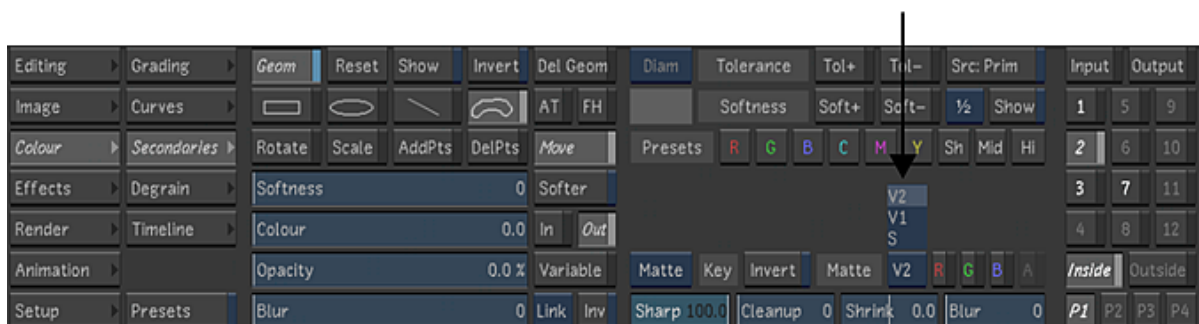 Editing Grading Geom Reset Show Invert Del Geom Diam Tolerance Tol+ Tol- Src: Prim Input Output
Image Curves AT FH Softness Soft+ Soft- ½ Show 1 5 9
Colour Secondaries Rotate Scale AddPts DelPts Move Presets R G B C M Y Sh Mid Hi 2 6 10
Effects Degrain Softness 0 Softer V2 3 7 11
Render Timeline Colour 0.0 In Out V1 4 8 12
S
Animation Opacity 0.0 % Variable Matte Key Invert Matte V2 R G B A Inside Outside
Setup Presets Blur 0 Link Inv Sharp 100.0 Cleanup 0 Shrink 0.0 Blur 0 P1 P2 P3 P4